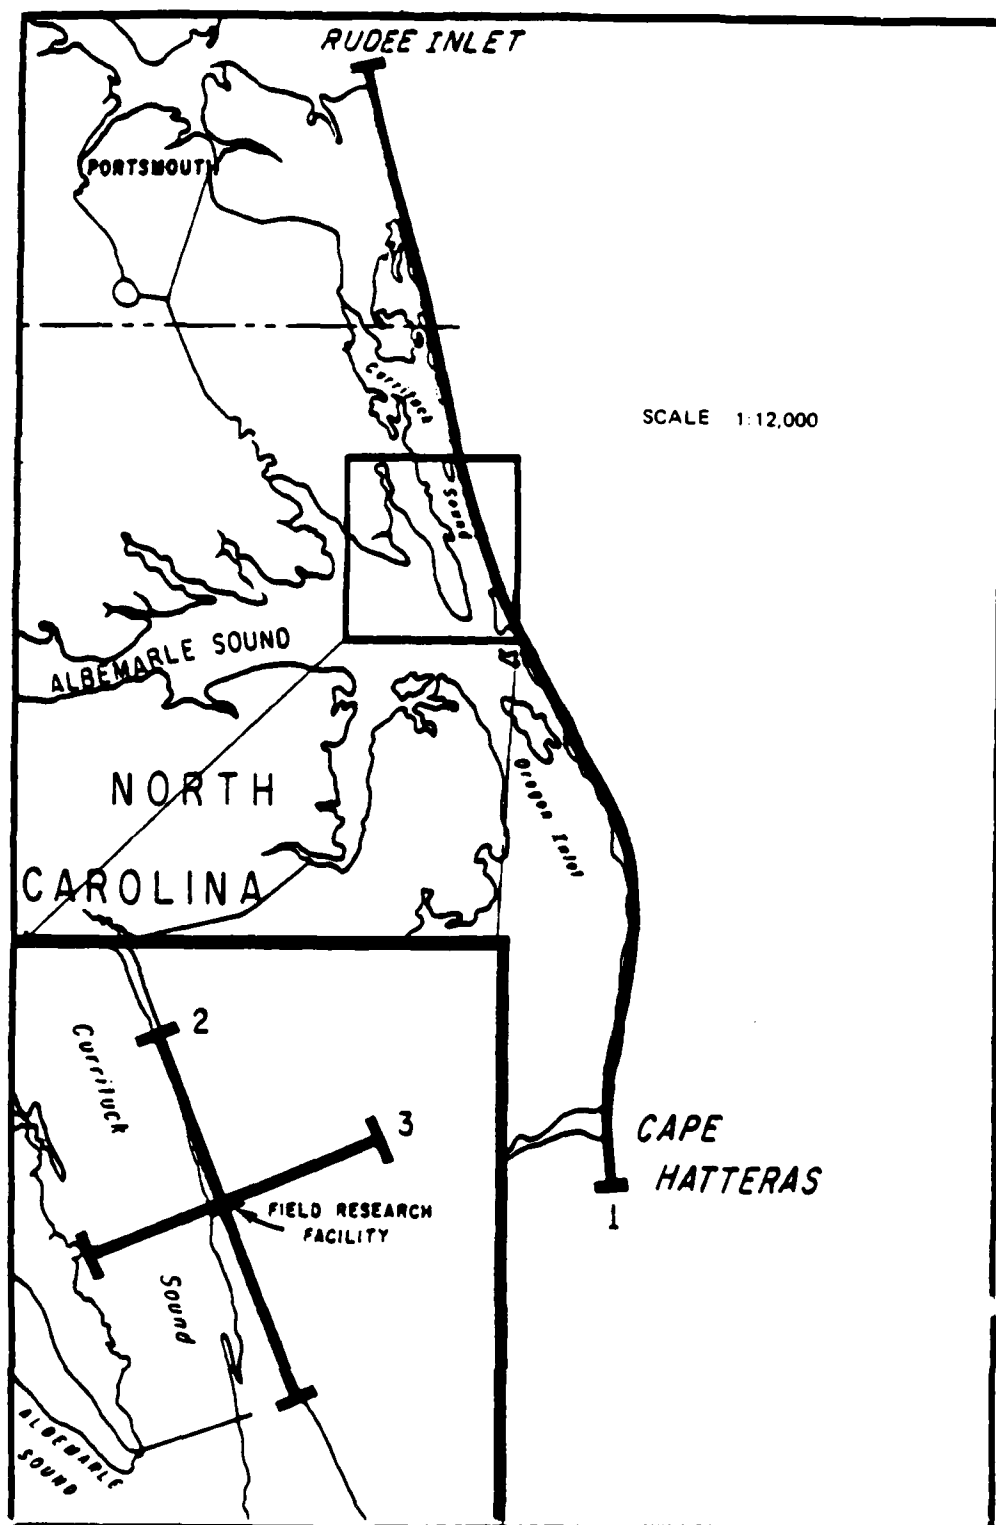 RUDEE INLET
PORTSMOUTH
Currituck
SCALE 1:12,000
Sound
ALBEMARLE SOUND
NORTH
CAROLINA
Oregon Inlet
2
Currituck
3
CAPE
HATTERAS
1
FIELD RESEARCH
FACILITY
Sound
ALBEMARLE
SOUND